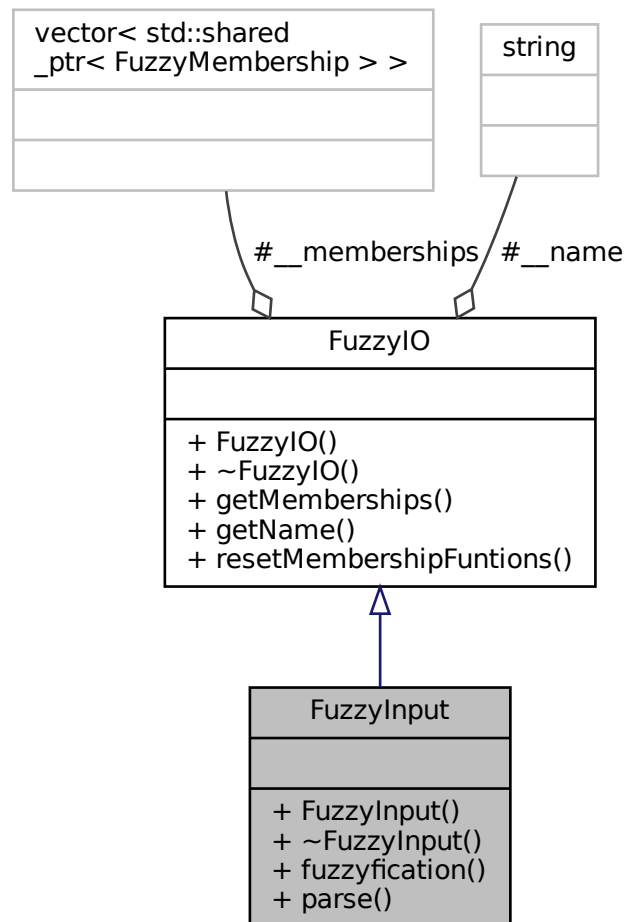 vector< std::shared
_ptr< FuzzyMembership > >
string
#__memberships
#__name
FuzzyIO
+ FuzzyIO()
+ ~FuzzyIO()
+ getMemberships()
+ getName()
+ resetMembershipFuntions()
FuzzyInput
+ FuzzyInput()
+ ~FuzzyInput()
+ fuzzyfication()
+ parse()